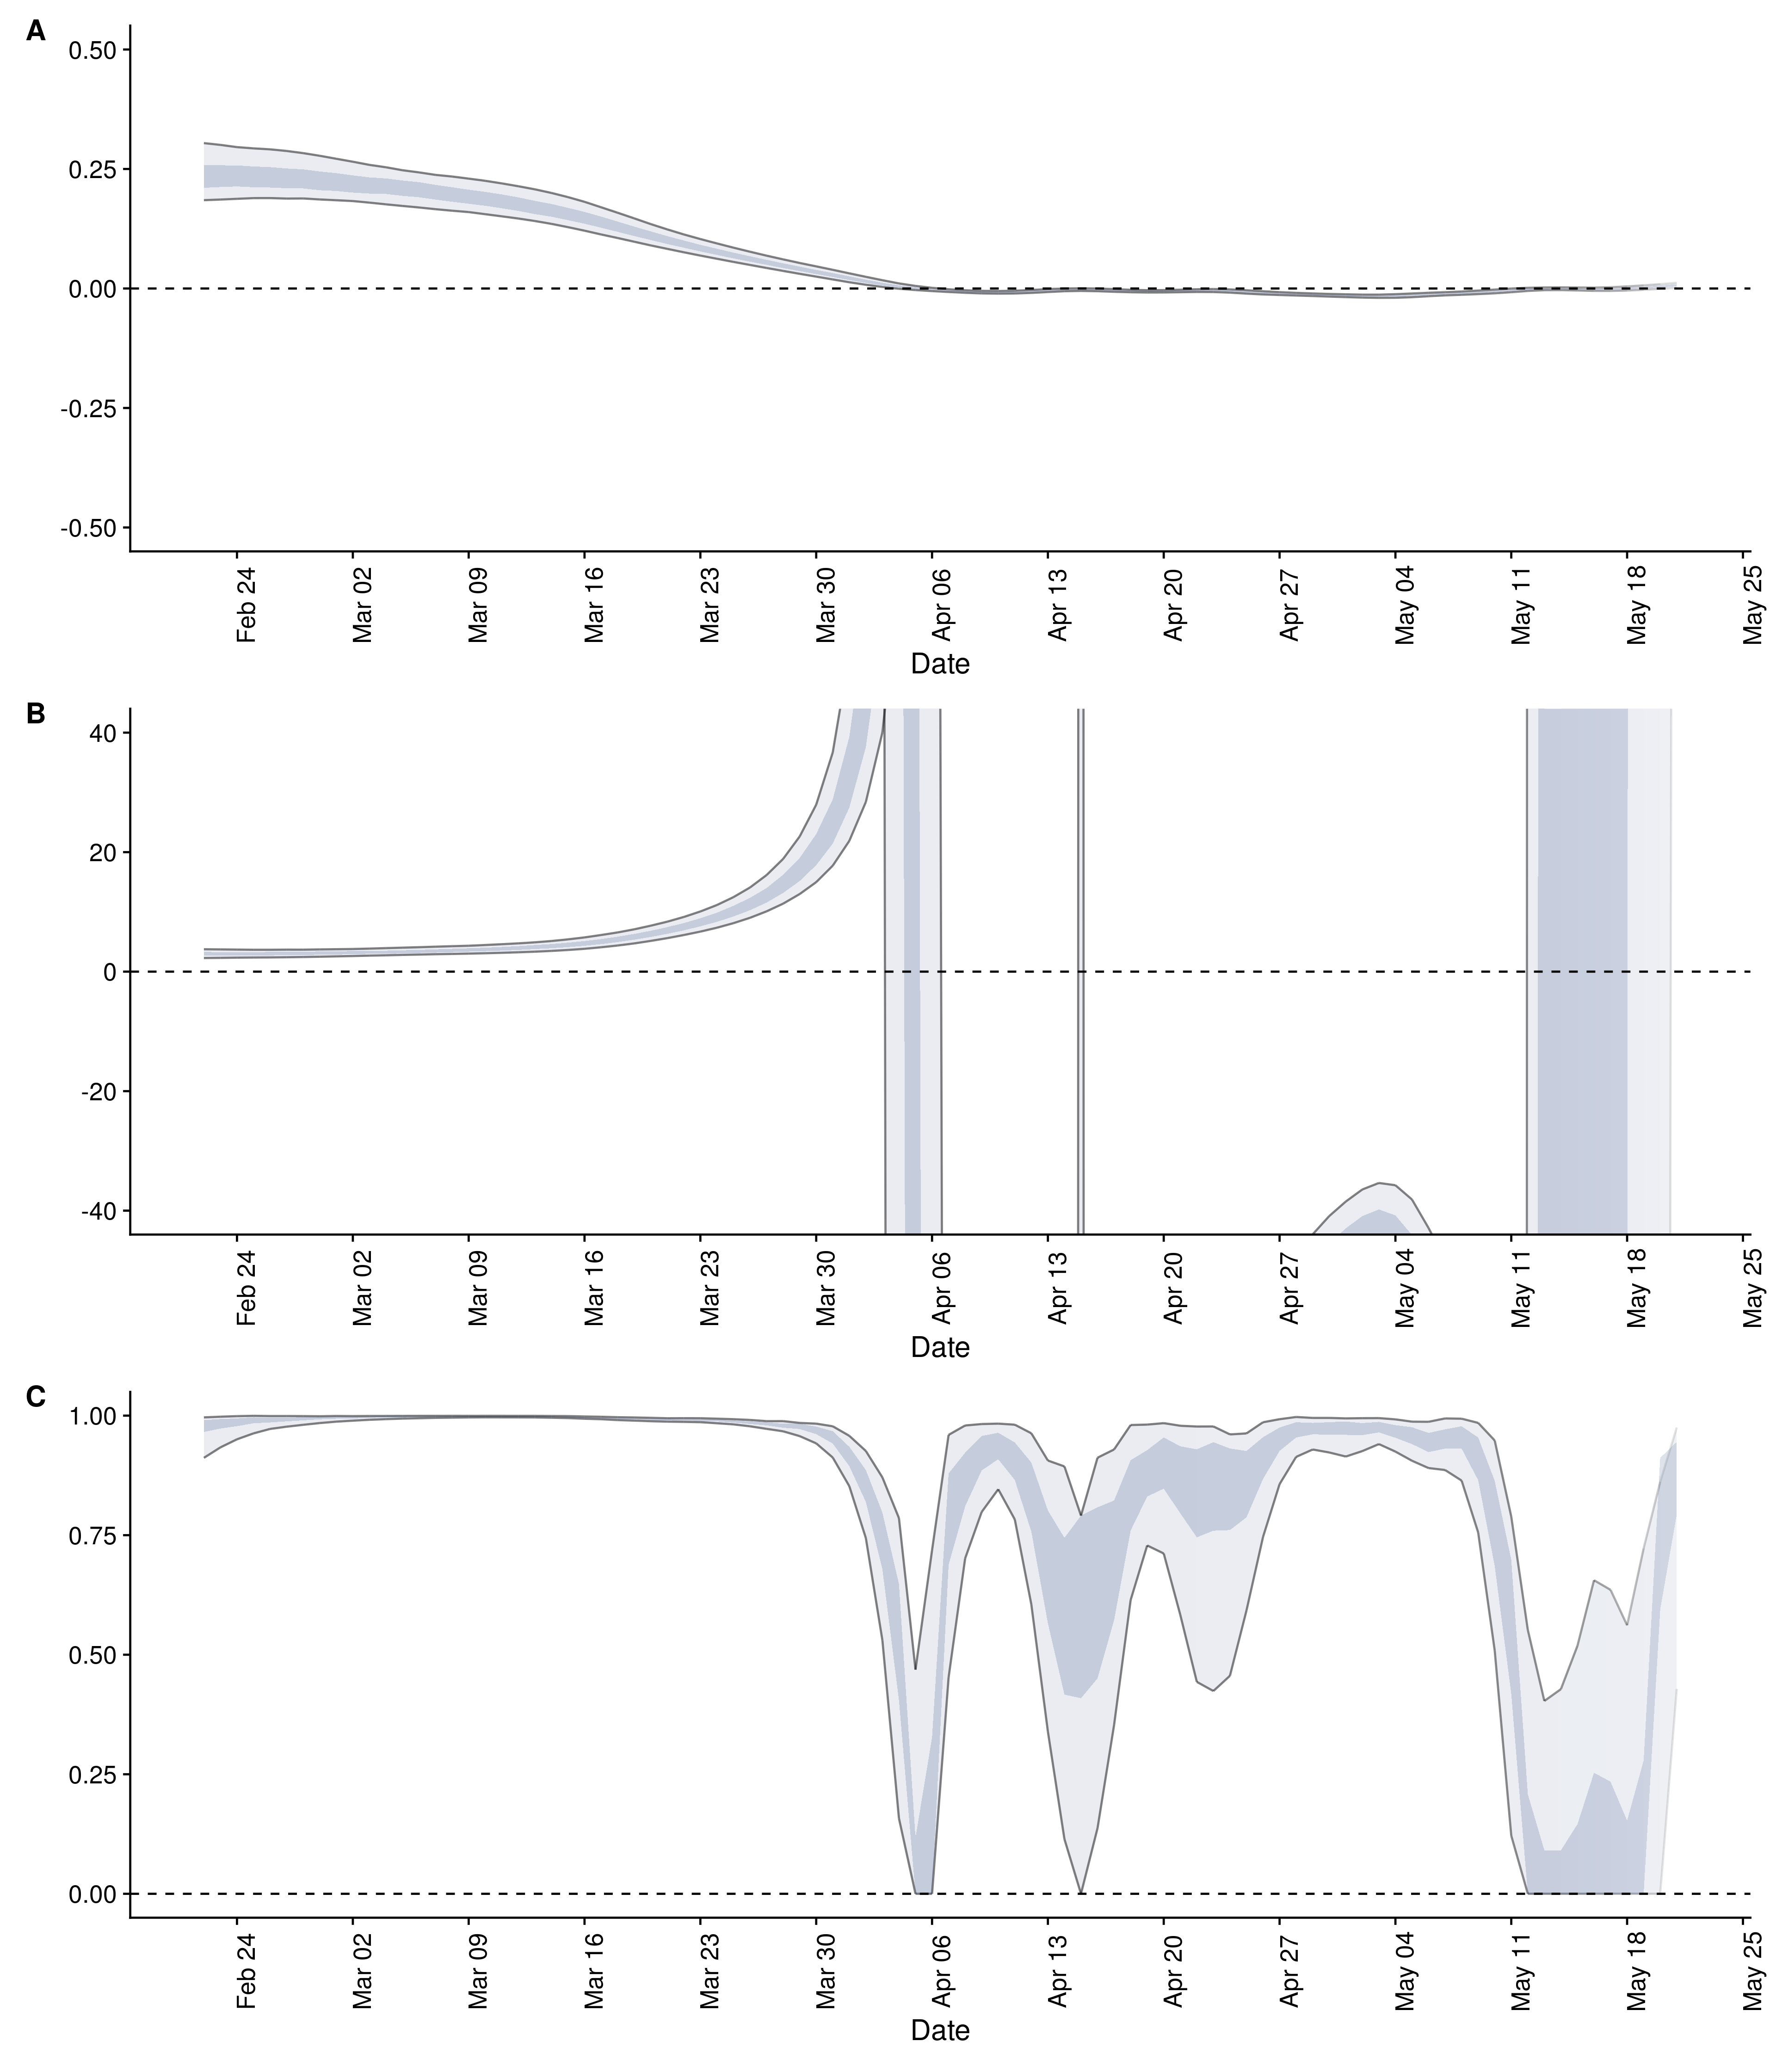 A
0.50
0.25
0.00
-0.25
-0.50
Feb 24
Mar 02
Mar 09
Mar 16
Mar 23
Mar 30
Apr 06
Apr 13
Apr 20
Apr 27
May 04
May 11
May 18
May 25
Date
B
40
20
0
-20
-40
Feb 24
Mar 02
Mar 09
Mar 16
Mar 23
Mar 30
Apr 06
Apr 13
Apr 20
Apr 27
May 04
May 11
May 18
May 25
Date
C
1.00
0.75
0.50
0.25
0.00
Feb 24
Mar 02
Mar 09
Mar 16
Mar 23
Mar 30
Apr 06
Apr 13
Apr 20
Apr 27
May 04
May 11
May 18
May 25
Date